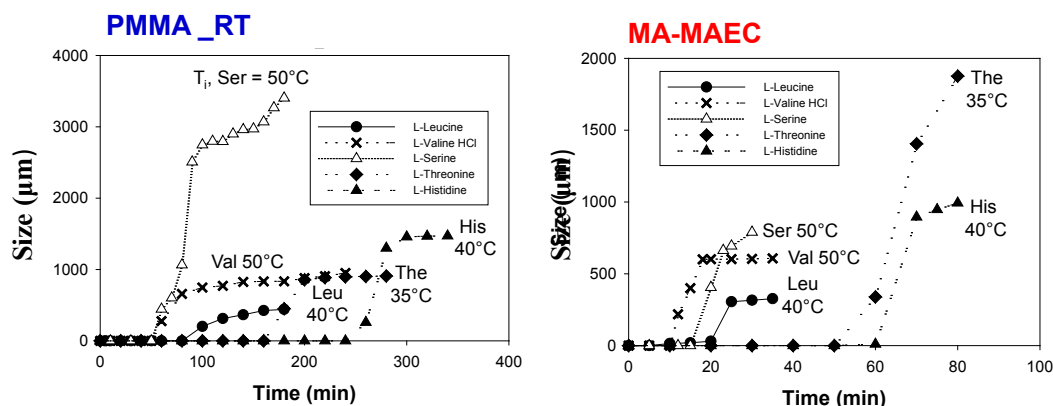 PMMA _RT
MA-MAEC
4000
3000
2000
1000
0
Size (µm)
Ti, Ser = 50°C
L-Leucine
L-Valine HCl
L-Serine
L-Threonine
L-Histidine
His
40°C
Val 50°C
The
35°C
Leu
40°C
0
100
200
300
400
Time (min)
2000
1500
1000
500
0
Size (µm)
Size (µm)
L-Leucine
L-Valine HCl
L-Serine
L-Threonine
L-Histidine
The
35°C
His
40°C
Ser 50°C
Val 50°C
Leu
40°C
0
20
40
60
80
100
Time (min)